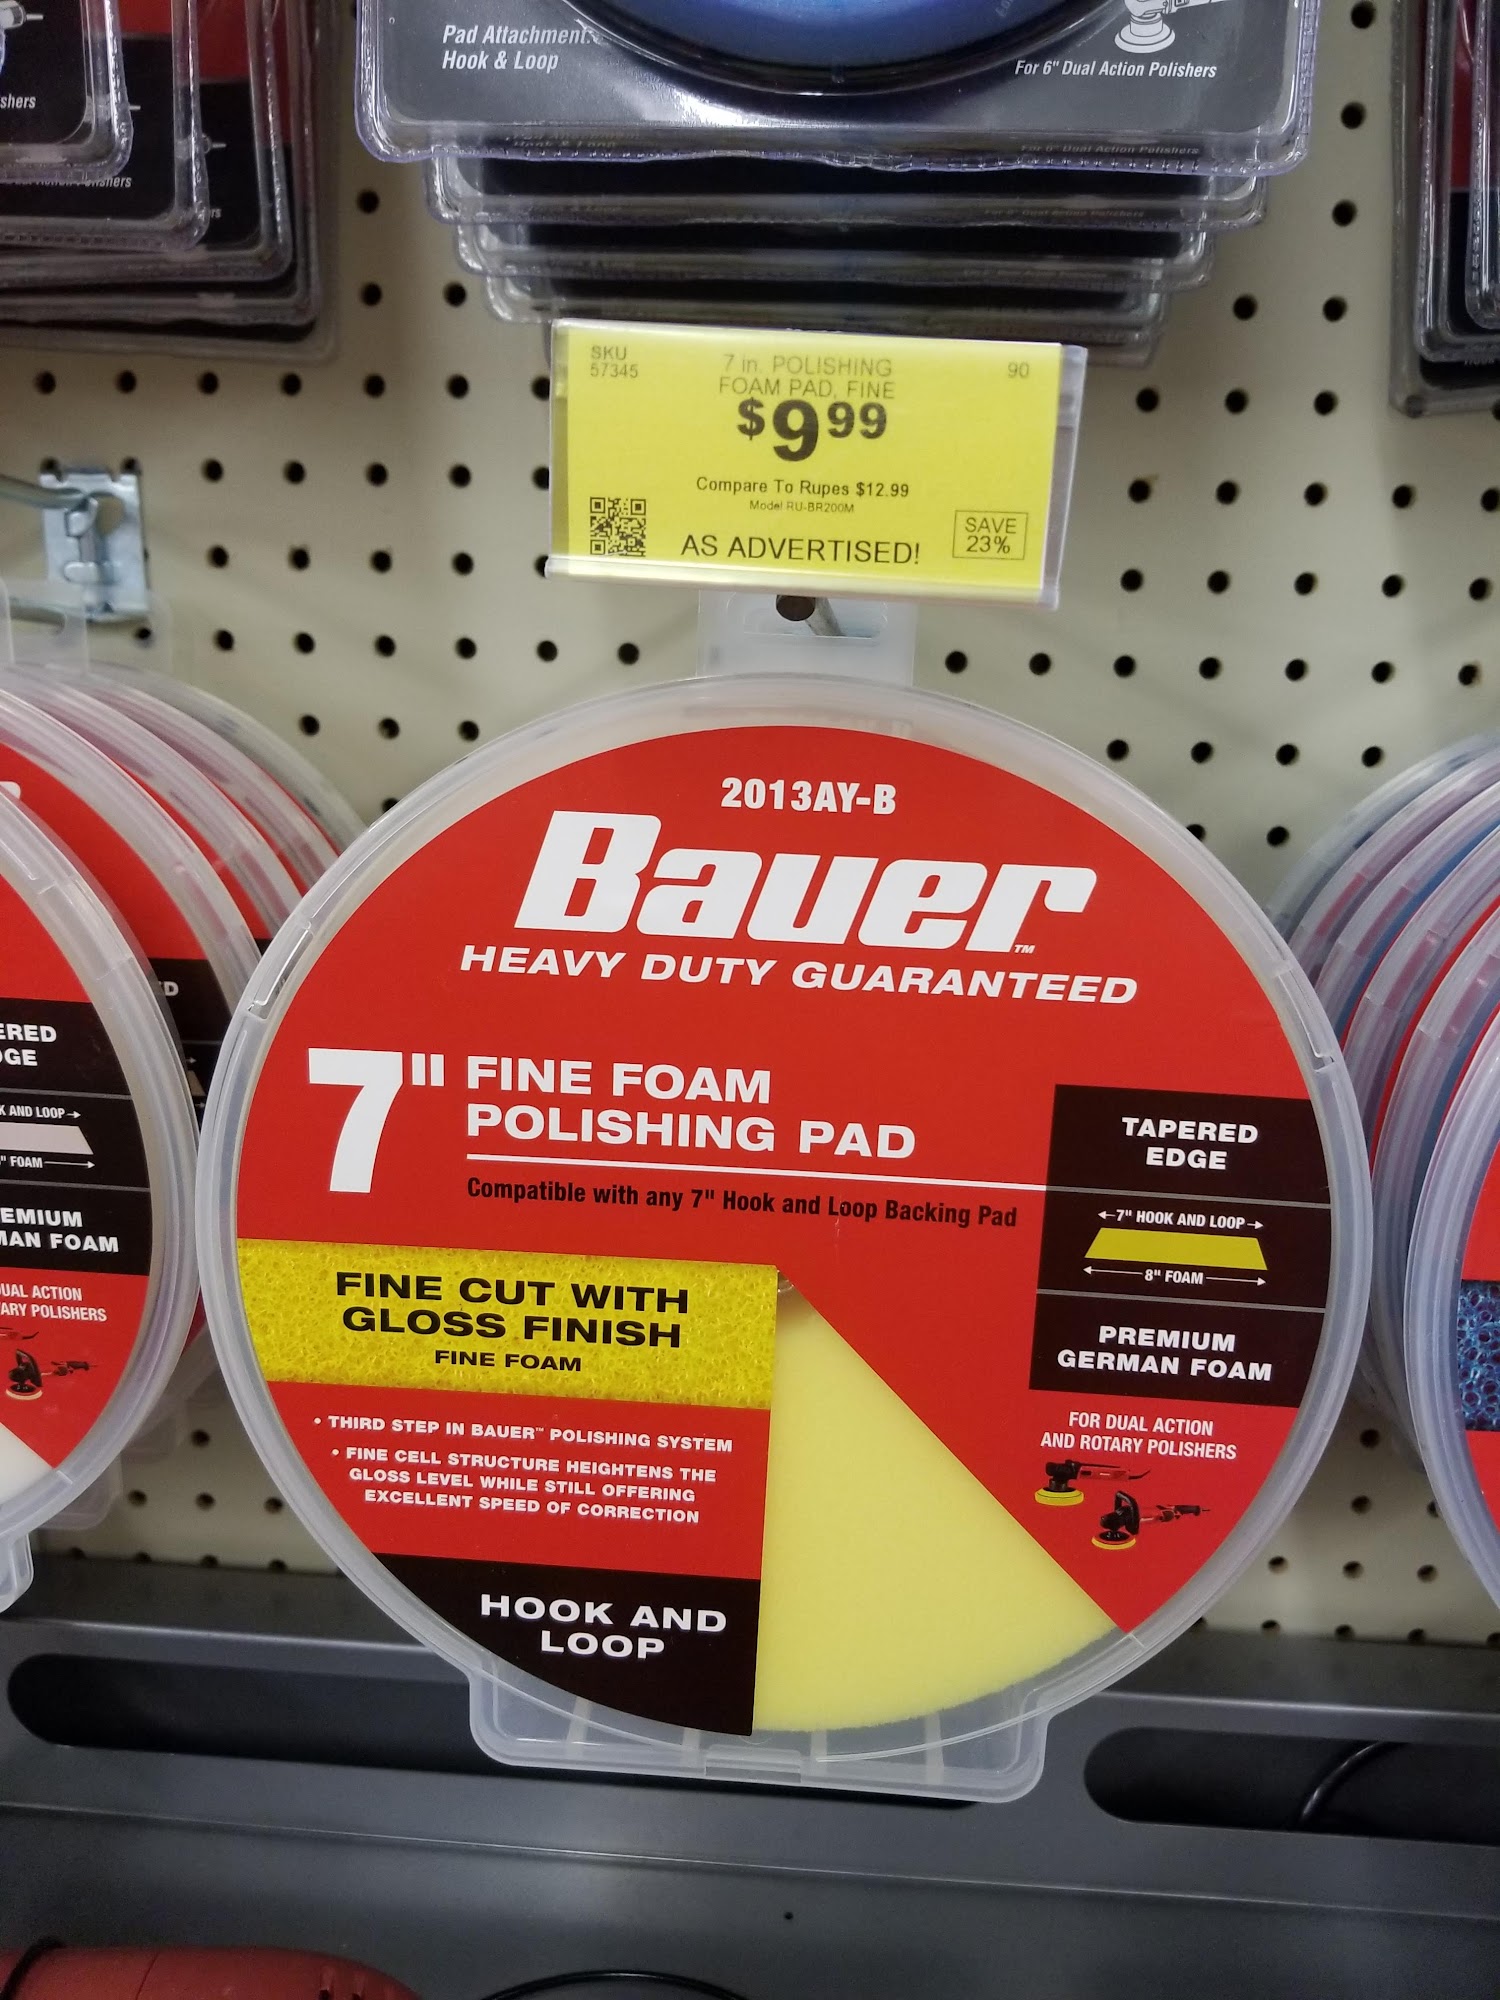 Pad Attachment:
Hook & Loop
For 6" Dual Action Polishers
SKU
57345
7 in. POLISHING
FOAM PAD, FINE
90
$9.99
Compare To Rupes $12.99
Model RU-BR200M
AS ADVERTISED!
SAVE
23%
2013AY-B
Bauer™
HEAVY DUTY GUARANTEED
7" FINE FOAM
POLISHING PAD
Compatible with any 7" Hook and Loop Backing Pad
TAPERED
EDGE
7" HOOK AND LOOP
8" FOAM
PREMIUM
GERMAN FOAM
FOR DUAL ACTION
AND ROTARY POLISHERS
FINE CUT WITH
GLOSS FINISH
FINE FOAM
• THIRD STEP IN BAUER™ POLISHING SYSTEM
• FINE CELL STRUCTURE HEIGHTENS THE
GLOSS LEVEL WHILE STILL OFFERING
EXCELLENT SPEED OF CORRECTION
HOOK AND
LOOP
K AND LOOP
" FOAM